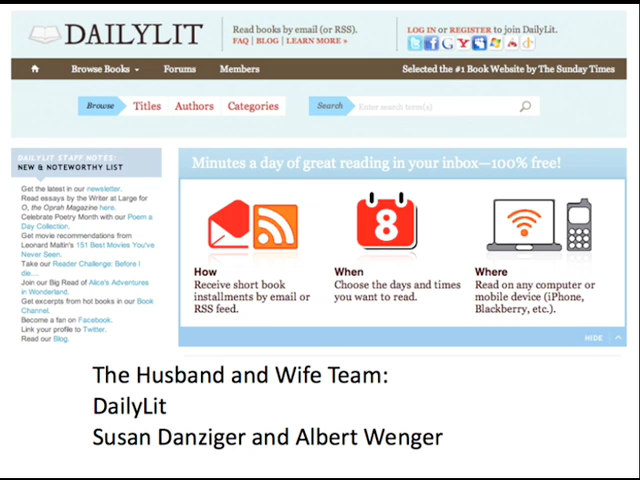 DAILYLIT
Read books by email (or RSS).
FAQ | BLOG | LEARN MORE »
LOG IN or REGISTER to join DailyLit.
Browse Books
Forums
Members
Selected the #1 Book Website by The Sunday Times
Browse
Titles
Authors
Categories
Search
Enter search term(s)
DAILYLIT STAFF NOTES:
NEW & NOTEWORTHY LIST
Get the latest in our newsletter.
Read essays by the Writer at Large for
O, the Oprah Magazine here.
Celebrate Poetry Month with our Poem a
Day Collection.
Get movie recommendations from
Leonard Maltin's 151 Best Movies You've
Never Seen.
Take our Reader Challenge: Before I
die....
Join our Big Read of Alice's Adventures
in Wonderland.
Get excerpts from hot books in our Book
Channel.
Become a fan on Facebook.
Link your profile to Twitter.
Read our Blog.
Minutes a day of great reading in your inbox—100% free!
8
How
Receive short book
installments by email or
RSS feed.
When
Choose the days and times
you want to read.
Where
Read on any computer or
mobile device (iPhone,
Blackberry, etc.).
HIDE
The Husband and Wife Team:
DailyLit
Susan Danziger and Albert Wenger